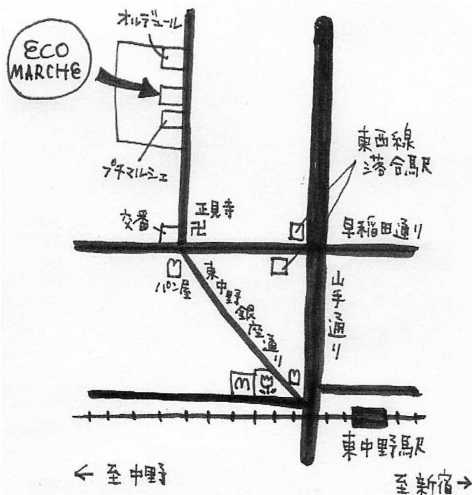 オルデュール
ECO
MARCHE
プチマルシェ
東西線
落合駅
交番
正見寺
卍
早稲田通り
パン屋
東中野銀座通り
山手通り
M
東中野駅
← 至中野
至新宿 →